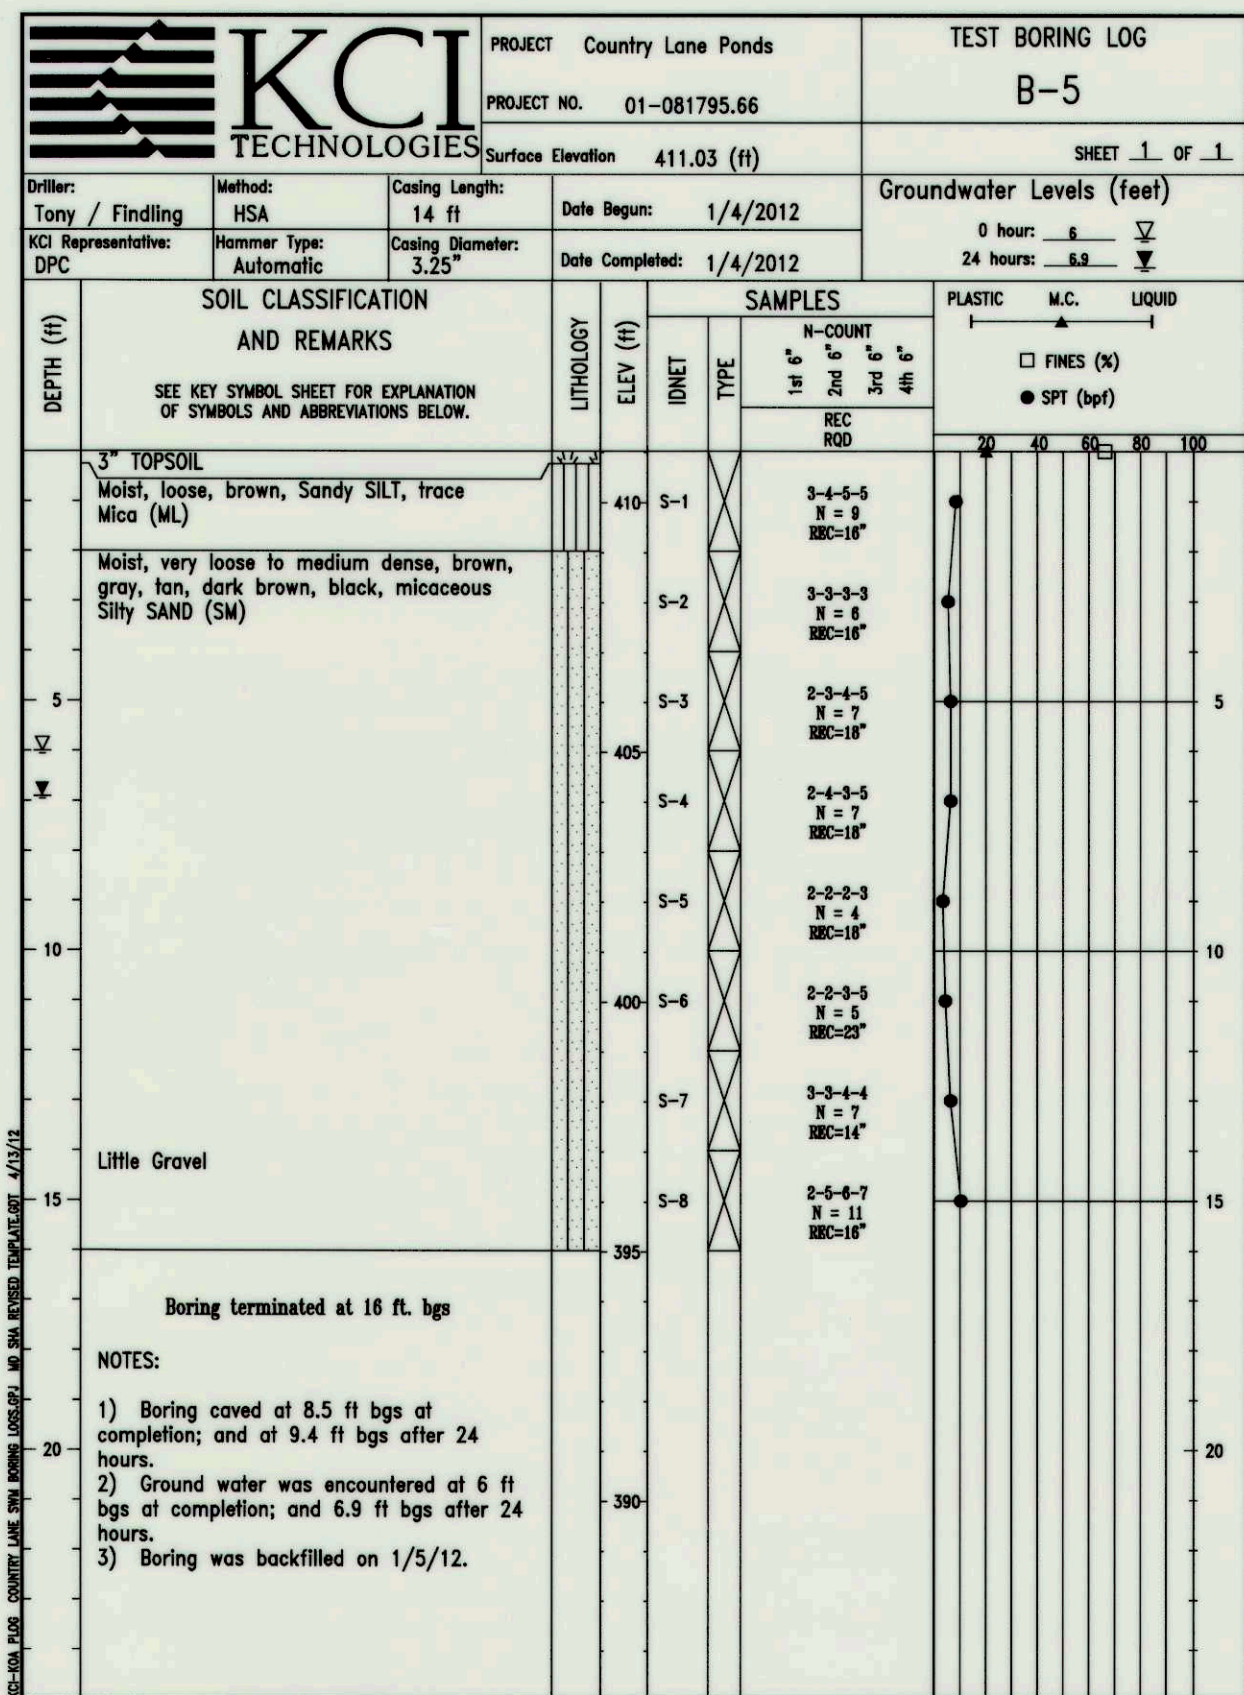 KCI
TECHNOLOGIES
PROJECT Country Lane Ponds
PROJECT NO. 01-081795.66
Surface Elevation 411.03 (ft)
TEST BORING LOG
B-5
SHEET 1 OF 1
Driller:
Tony / Findling
Method:
HSA
Casing Length:
14 ft
Date Begun: 1/4/2012
KCI Representative:
DPC
Hammer Type:
Automatic
Casing Diameter:
3.25"
Date Completed: 1/4/2012
Groundwater Levels (feet)
0 hour: 6
24 hours: 6.9
DEPTH (ft)
SOIL CLASSIFICATION
AND REMARKS
SEE KEY SYMBOL SHEET FOR EXPLANATION
OF SYMBOLS AND ABBREVIATIONS BELOW.
LITHOLOGY
ELEV (ft)
SAMPLES
IDNET
TYPE
N-COUNT
1st 6"
2nd 6"
3rd 6"
4th 6"
REC
RQD
PLASTIC M.C. LIQUID
FINES (%)
SPT (bpf)
20 40 60 80 100
3" TOPSOIL
Moist, loose, brown, Sandy SILT, trace
Mica (ML)
410 S-1
3-4-5-5
N = 9
REC=16"
Moist, very loose to medium dense, brown,
gray, tan, dark brown, black, micaceous
Silty SAND (SM)
S-2
3-3-3-3
N = 6
REC=16"
5
S-3
2-3-4-5
N = 7
REC=18"
5
405
S-4
2-4-3-5
N = 7
REC=18"
S-5
2-2-2-3
N = 4
REC=18"
10
10
400 S-6
2-2-3-5
N = 5
REC=23"
S-7
3-3-4-4
N = 7
REC=14"
Little Gravel
15
S-8
2-5-6-7
N = 11
REC=16"
15
395
Boring terminated at 16 ft. bgs
NOTES:
1) Boring caved at 8.5 ft bgs at
completion; and at 9.4 ft bgs after 24
hours.
2) Ground water was encountered at 6 ft
bgs at completion; and 6.9 ft bgs after 24
hours.
3) Boring was backfilled on 1/5/12.
20
20
390
KCI-KOA PLOG COUNTRY LANE SWM BORING LOGS.GPJ MD SHA REVISED TEMPLATE.GDT 4/13/12